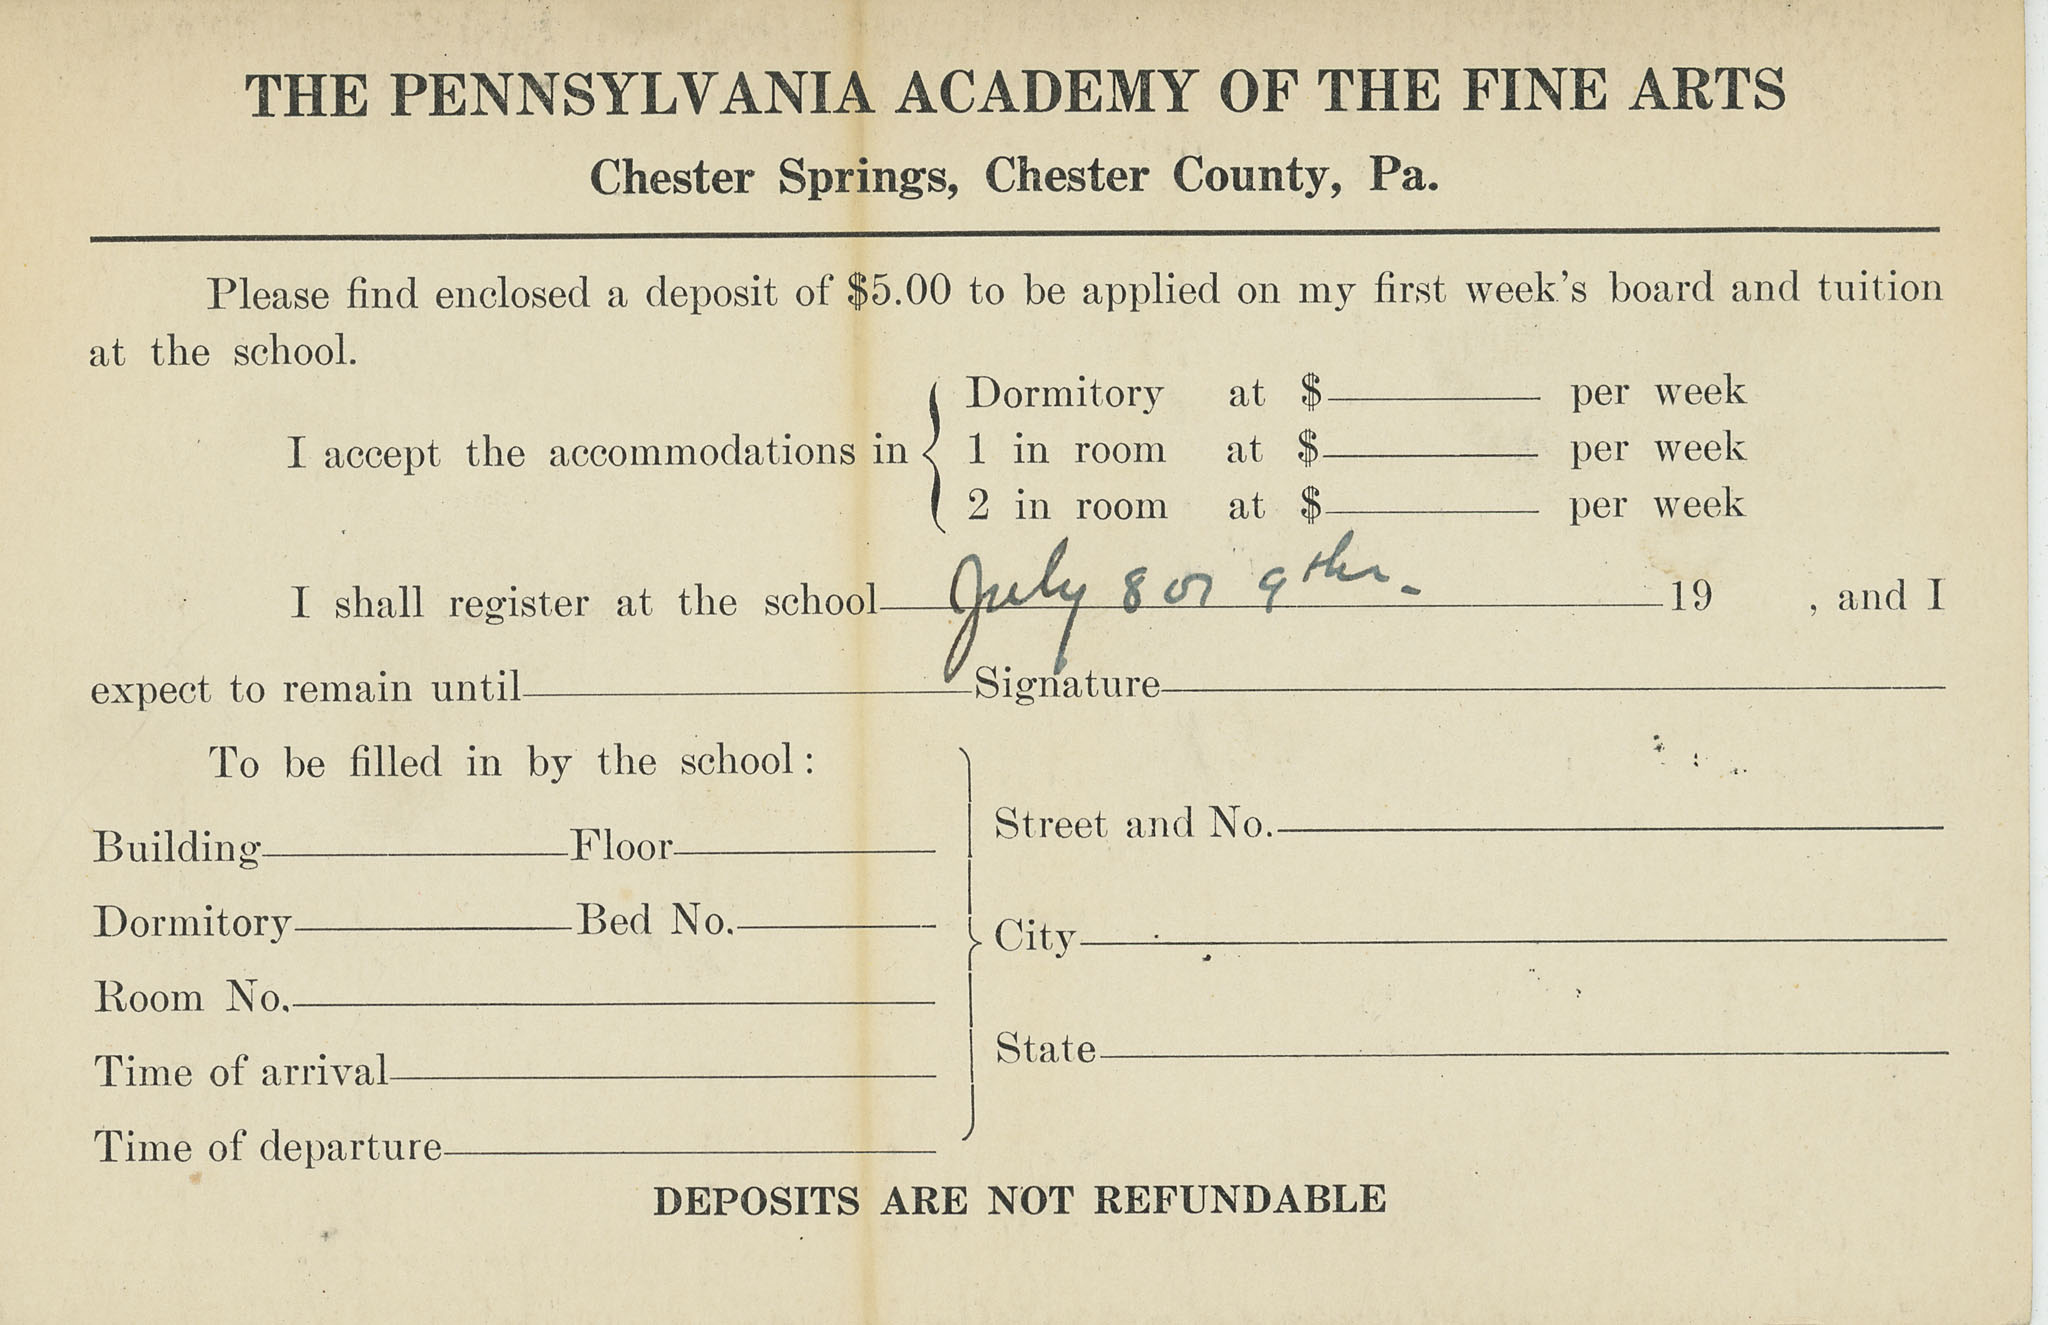 THE PENNSYLVANIA ACADEMY OF THE FINE ARTS
Chester Springs, Chester County, Pa.
Please find enclosed a deposit of $5.00 to be applied on my first week's board and tuition
at the school.
I accept the accommodations in
Dormitory at $ per week
1 in room at $ per week
2 in room at $ per week
I shall register at the school July 8 or 9th. 19 , and I
expect to remain until Signature
To be filled in by the school:
Building Floor
Dormitory Bed No.
Room No.
Time of arrival
Time of departure
Street and No.
City
State
DEPOSITS ARE NOT REFUNDABLE